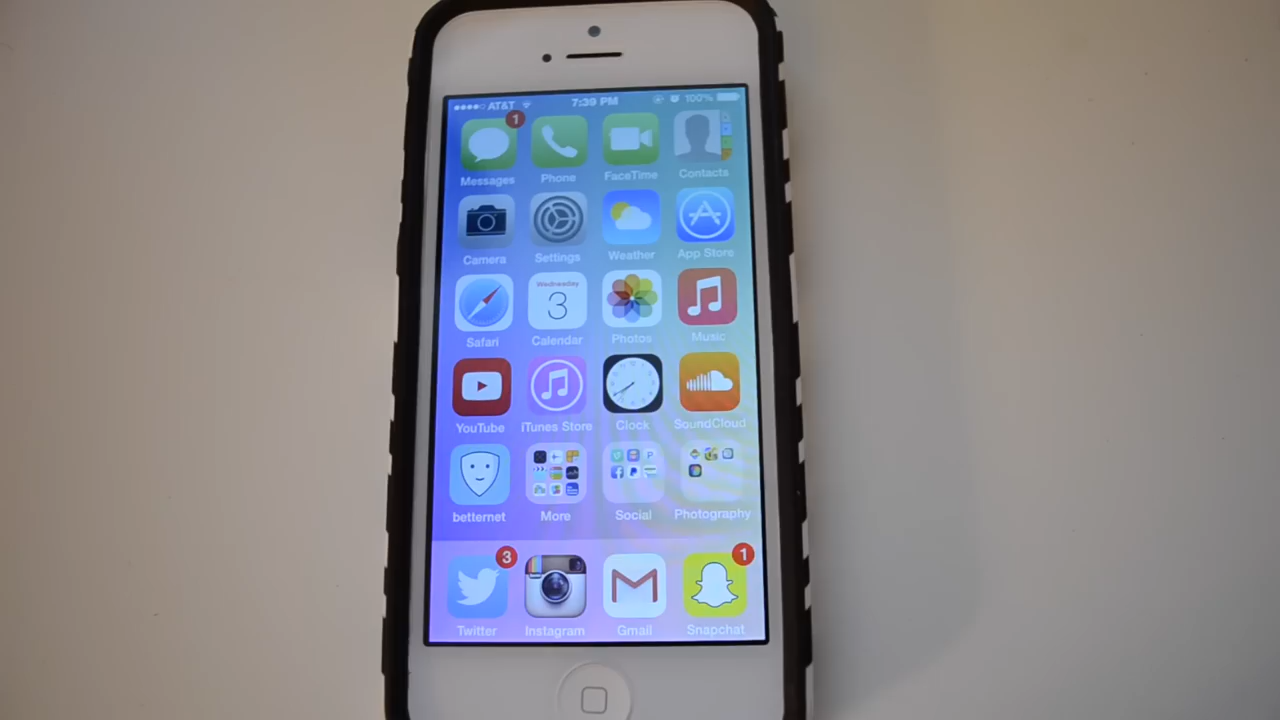 AT&T 7:39 PM 100%
1
Messages Phone FaceTime Contacts
Camera Settings Weather App Store
Wednesday
3
Safari Calendar Photos Music
YouTube iTunes Store Clock SoundCloud
betternet More Social Photography
3 1
Twitter Instagram Gmail Snapchat